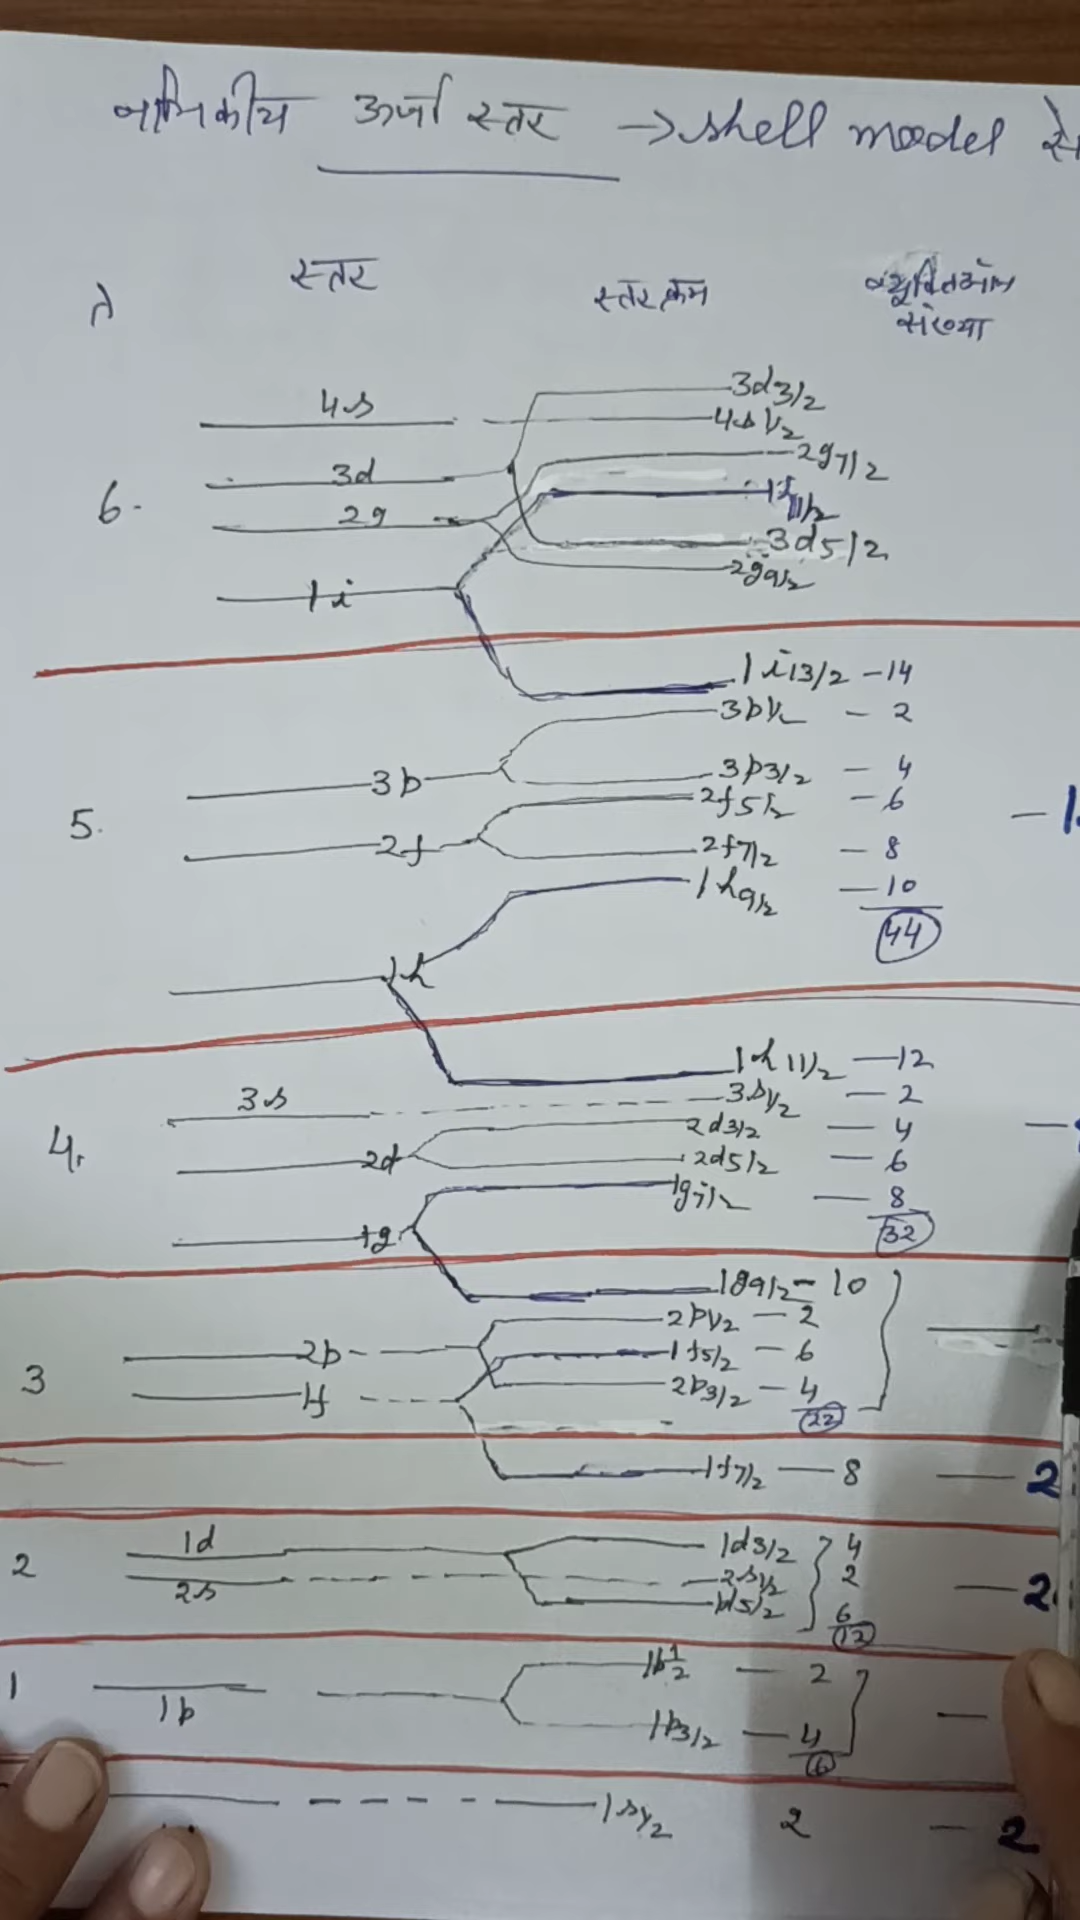 नाभिकीय ऊर्जा स्तर → shell model से
स्तर स्तर क्रम
संख्या
4s 3d3/2
4s1/2
3d 2g7/2
6. 2g
3d5/2
2g9/2
1i
1i13/2 - 14
3p1/2 - 2
3p 3p3/2 - 4
5. 2f5/2 - 6
2f 2f7/2 - 8
1h9/2 - 10
44
1h
1h11/2 - 12
3s 3s1/2 - 2
4. 2d3/2 - 4
2d 2d5/2 - 6
1g7/2 - 8
1g 32
1g9/2 - 10
2p1/2 - 2
2p 1f5/2 - 6
3 1f 2p3/2 - 4
22
1f7/2 - 8 - 2
1d 1d3/2 4
2 2s 2s1/2 2 - 2
1d5/2 6
12
1p1/2 - 2
1 1p
1p3/2 - 4
6
1s1/2 2 - 2